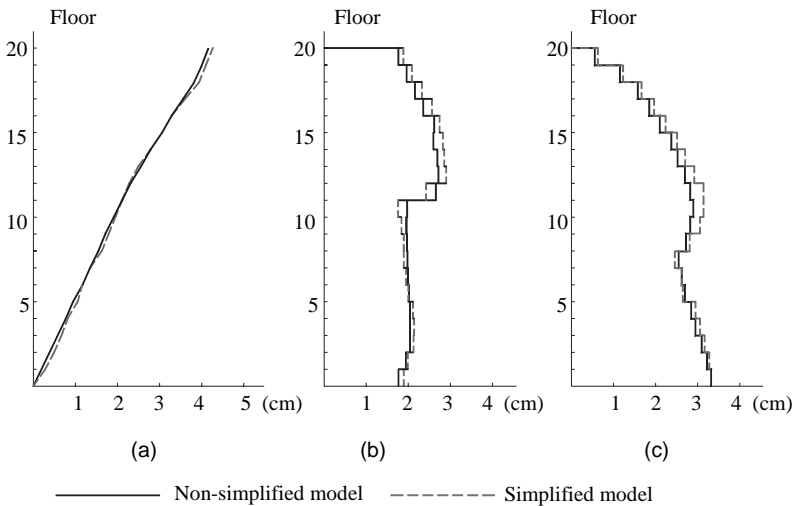 Floor
20
15
10
5
1 2 3 4 5 (cm)
(a)
Floor
20
15
10
5
1 2 3 4 (cm)
(b)
Floor
20
15
10
5
1 2 3 4 (cm)
(c)
Non-simplified model
Simplified model